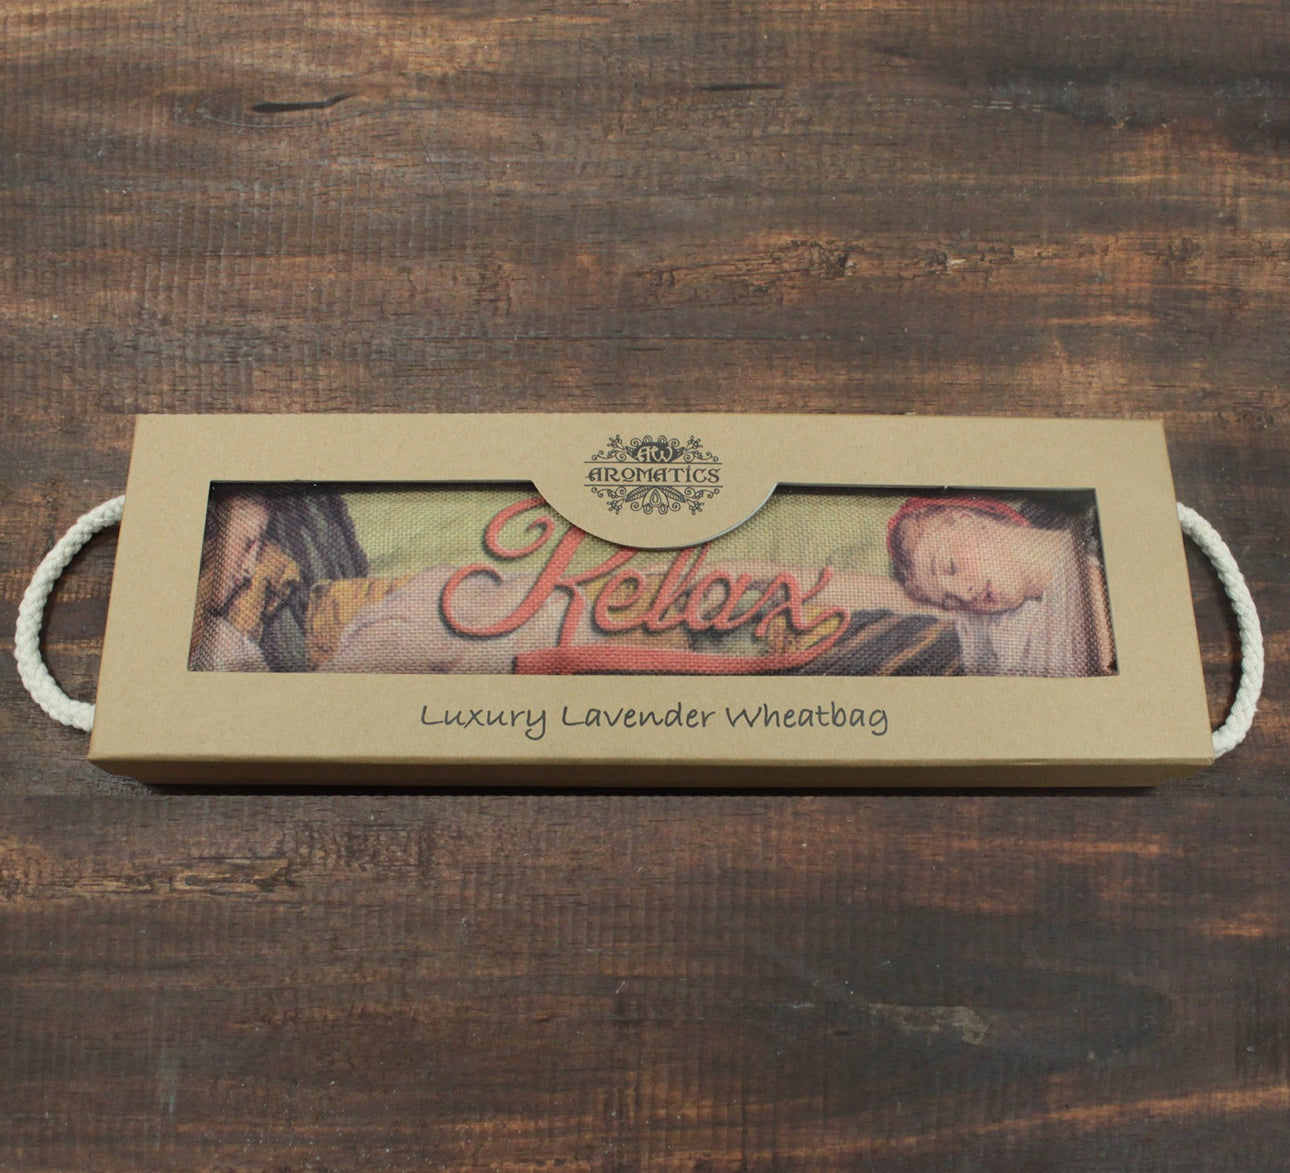 AW
AROMATICS
Relax
Luxury Lavender Wheatbag